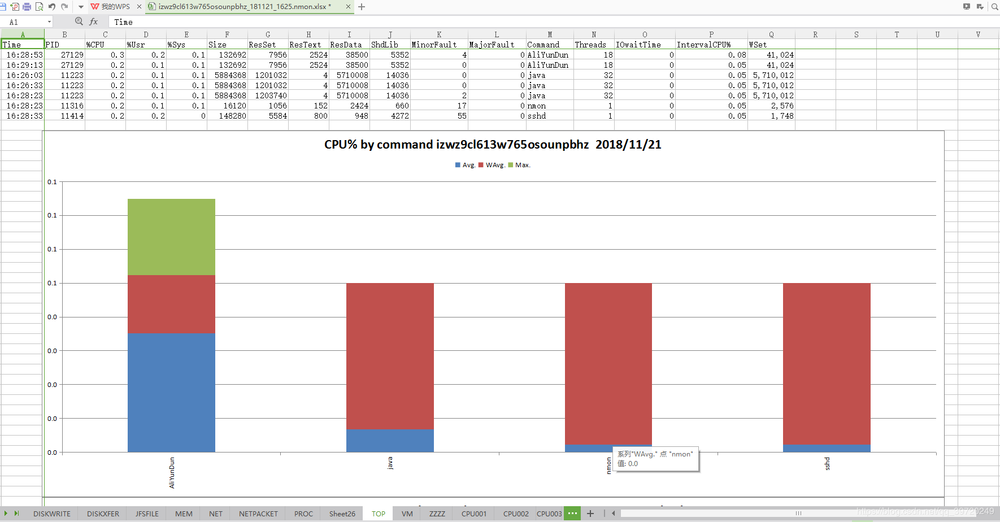 我的WPS × izwz9cl613w765osounpbhz_181121_1625.nmon.xlsx * × +
A1 fx Time
A B C D E F G H I J K L M N O P Q R S T U V
Time PID %CPU %Usr %Sys Size ResSet ResText ResData ShdLib MinorFault MajorFault Command Threads IOwaitTime IntervalCPU% WSet
16:28:53 27129 0.3 0.2 0.1 132692 7956 2524 38500 5352 4 0 AliYunDun 18 0 0.08 41,024
16:29:13 27129 0.2 0.1 0.1 132692 7956 2524 38500 5352 0 0 AliYunDun 18 0 0.05 41,024
16:26:03 11223 0.2 0.1 0.1 5884368 1201032 4 5710008 14036 0 0 java 32 0 0.05 5,710,012
16:26:33 11223 0.2 0.1 0.1 5884368 1201032 4 5710008 14036 0 0 java 32 0 0.05 5,710,012
16:28:23 11223 0.2 0.1 0.1 5884368 1203740 4 5710008 14036 2 0 java 32 0 0.05 5,710,012
16:28:23 11316 0.2 0.1 0.1 16120 1056 152 2424 660 17 0 nmon 1 0 0.05 2,576
16:28:33 11414 0.2 0.2 0 148280 5584 800 948 4272 55 0 sshd 1 0 0.05 1,748
CPU% by command izwz9cl613w765osounpbhz 2018/11/21
Avg. WAvg. Max.
0.1
0.1
0.1
0.1
0.0
0.0
0.0
0.0
0.0
AliYunDun java nmon sshd
系列"WAvg." 点 "nmon"
值: 0.0
DISKWRITE DISKXFER JFSFILE MEM NET NETPACKET PROC Sheet26 TOP VM ZZZZ CPU001 CPU002 CPU003 ··· +
https://blog.csdn.net/qq_39720249